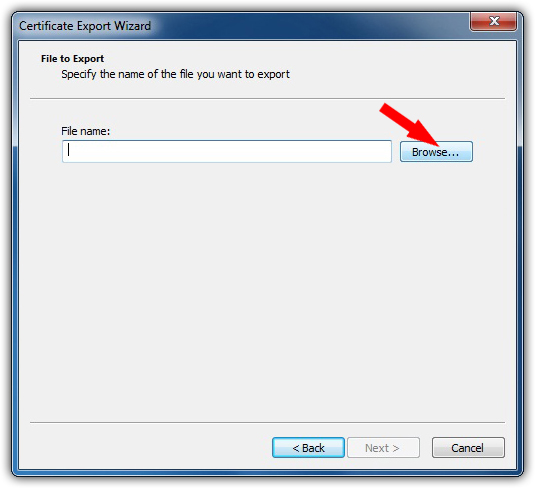 Certificate Export Wizard
File to Export
Specify the name of the file you want to export
File name:
Browse...
< Back
Next >
Cancel